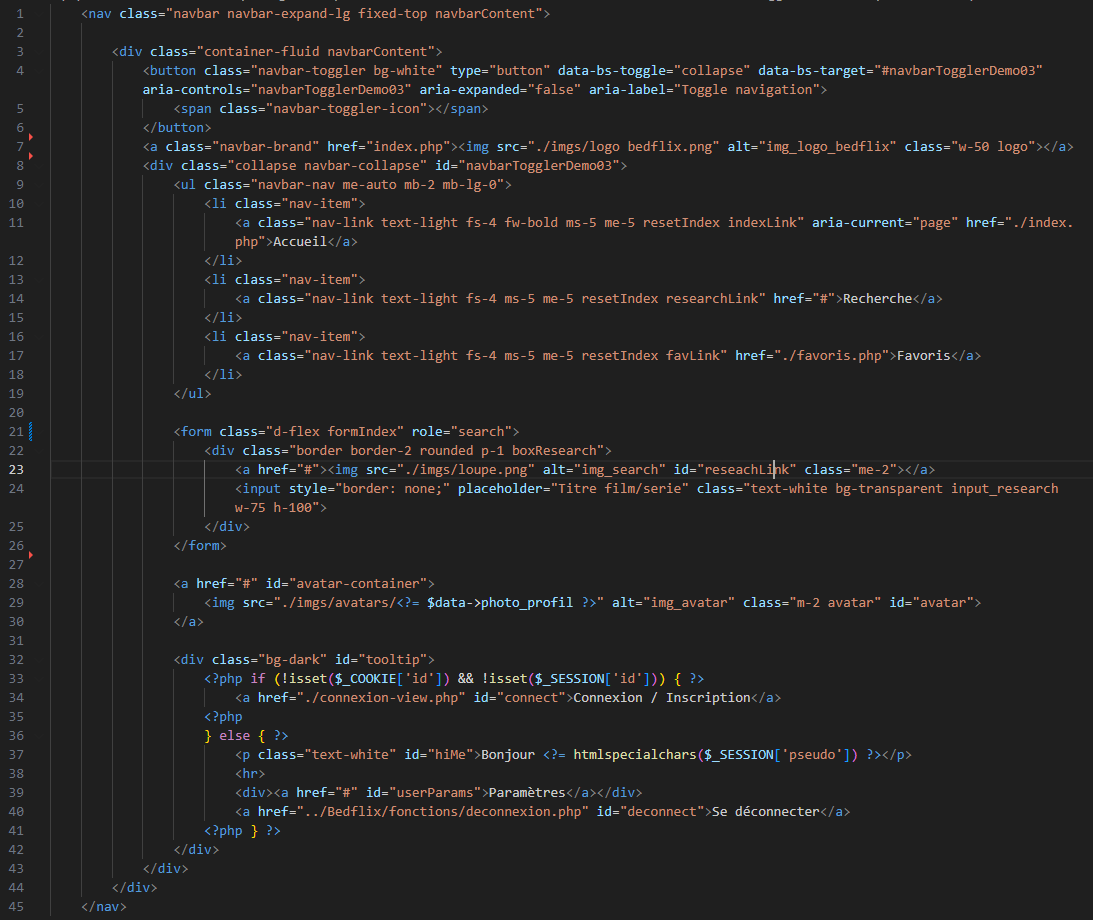 1 <nav class="navbar navbar-expand-lg fixed-top navbarContent">
2
3 <div class="container-fluid navbarContent">
4 <button class="navbar-toggler bg-white" type="button" data-bs-toggle="collapse" data-bs-target="#navbarTogglerDemo03"
aria-controls="navbarTogglerDemo03" aria-expanded="false" aria-label="Toggle navigation">
5 <span class="navbar-toggler-icon"></span>
6 </button>
7 <a class="navbar-brand" href="index.php"><img src="./imgs/logo bedflix.png" alt="img_logo_bedflix" class="w-50 logo"></a>
8 <div class="collapse navbar-collapse" id="navbarTogglerDemo03">
9 <ul class="navbar-nav me-auto mb-2 mb-lg-0">
10 <li class="nav-item">
11 <a class="nav-link text-light fs-4 fw-bold ms-5 me-5 resetIndex indexLink" aria-current="page" href="./index.
php">Accueil</a>
12 </li>
13 <li class="nav-item">
14 <a class="nav-link text-light fs-4 ms-5 me-5 resetIndex researchLink" href="#">Recherche</a>
15 </li>
16 <li class="nav-item">
17 <a class="nav-link text-light fs-4 ms-5 me-5 resetIndex favLink" href="./favoris.php">Favoris</a>
18 </li>
19 </ul>
20
21 <form class="d-flex formIndex" role="search">
22 <div class="border border-2 rounded p-1 boxResearch">
23 <a href="#"><img src="./imgs/loupe.png" alt="img_search" id="reseachLink" class="me-2"></a>
24 <input style="border: none;" placeholder="Titre film/serie" class="text-white bg-transparent input_research
w-75 h-100">
25 </div>
26 </form>
27
28 <a href="#" id="avatar-container">
29 <img src="./imgs/avatars/<?= $data->photo_profil ?>" alt="img_avatar" class="m-2 avatar" id="avatar">
30 </a>
31
32 <div class="bg-dark" id="tooltip">
33 <?php if (!isset($_COOKIE['id']) && !isset($_SESSION['id'])) { ?>
34 <a href="./connexion-view.php" id="connect">Connexion / Inscription</a>
35 <?php
36 } else { ?>
37 <p class="text-white" id="hiMe">Bonjour <?= htmlspecialchars($_SESSION['pseudo']) ?></p>
38 <hr>
39 <div><a href="#" id="userParams">Paramètres</a></div>
40 <a href="../Bedflix/fonctions/deconnexion.php" id="deconnect">Se déconnecter</a>
41 <?php } ?>
42 </div>
43 </div>
44 </div>
45 </nav>